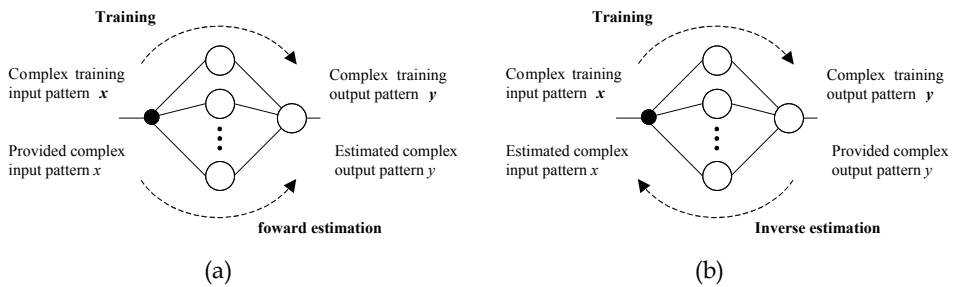 Training
Complex training
input pattern x
Complex training
output pattern y
Provided complex
input pattern x
Estimated complex
output pattern y
foward estimation
(a)
Training
Complex training
input pattern x
Complex training
output pattern y
Estimated complex
input pattern x
Provided complex
output pattern y
Inverse estimation
(b)